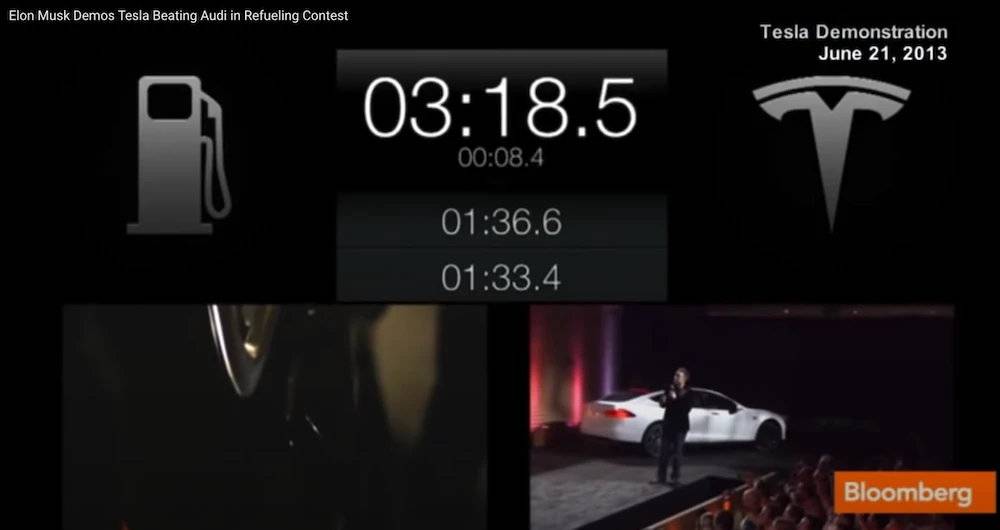 Elon Musk Demos Tesla Beating Audi in Refueling Contest
Tesla Demonstration
June 21, 2013
03:18.5
00:08.4
01:36.6
01:33.4
Bloomberg